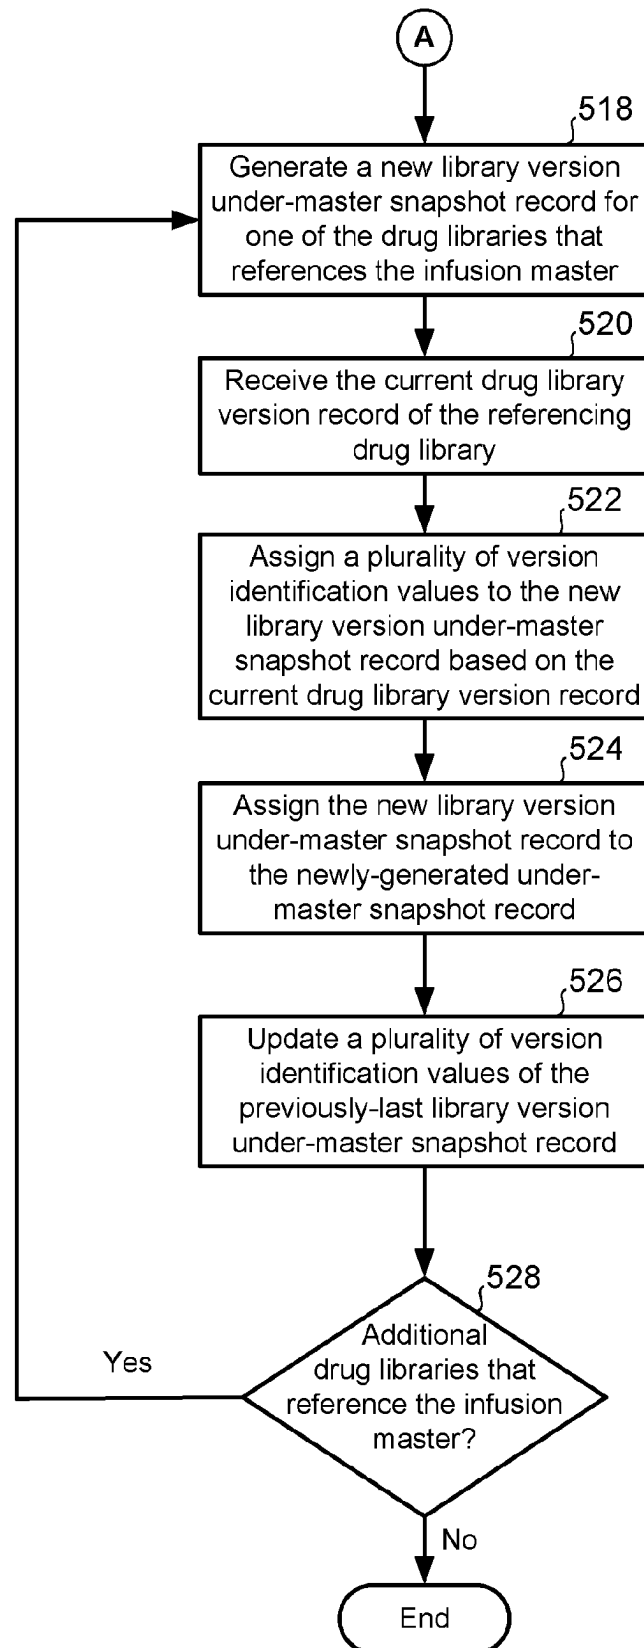 A
518
Generate a new library version
under-master snapshot record for
one of the drug libraries that
references the infusion master
520
Receive the current drug library
version record of the referencing
drug library
522
Assign a plurality of version
identification values to the new
library version under-master
snapshot record based on the
current drug library version record
524
Assign the new library version
under-master snapshot record to
the newly-generated under-
master snapshot record
526
Update a plurality of version
identification values of the
previously-last library version
under-master snapshot record
528
Additional
drug libraries that
reference the infusion
master?
Yes
No
End